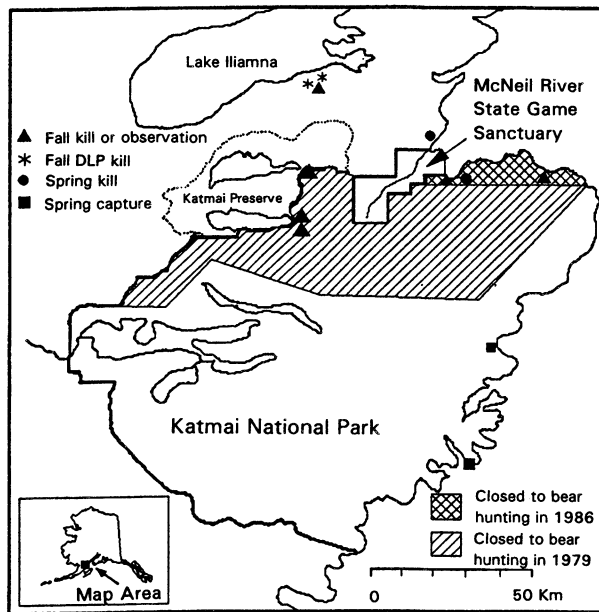 Lake Iliamna
McNeil River
State Game
Sanctuary
Fall kill or observation
Fall DLP kill
Spring kill
Spring capture
Katmai Preserve
Katmai National Park
Closed to bear
hunting in 1986
Closed to bear
hunting in 1979
Map Area
0 50 Km